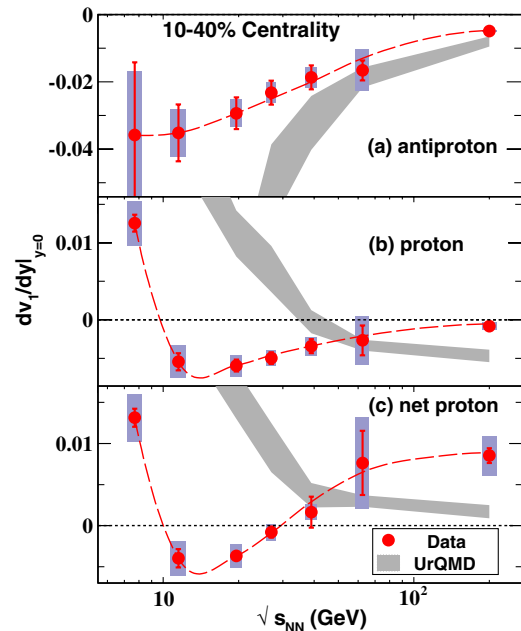 10-40% Centrality
0
-0.02
-0.04
(a) antiproton
0.01
(b) proton
0
dv1/dy|y=0
(c) net proton
0.01
0
Data
UrQMD
10
10²
√sNN (GeV)